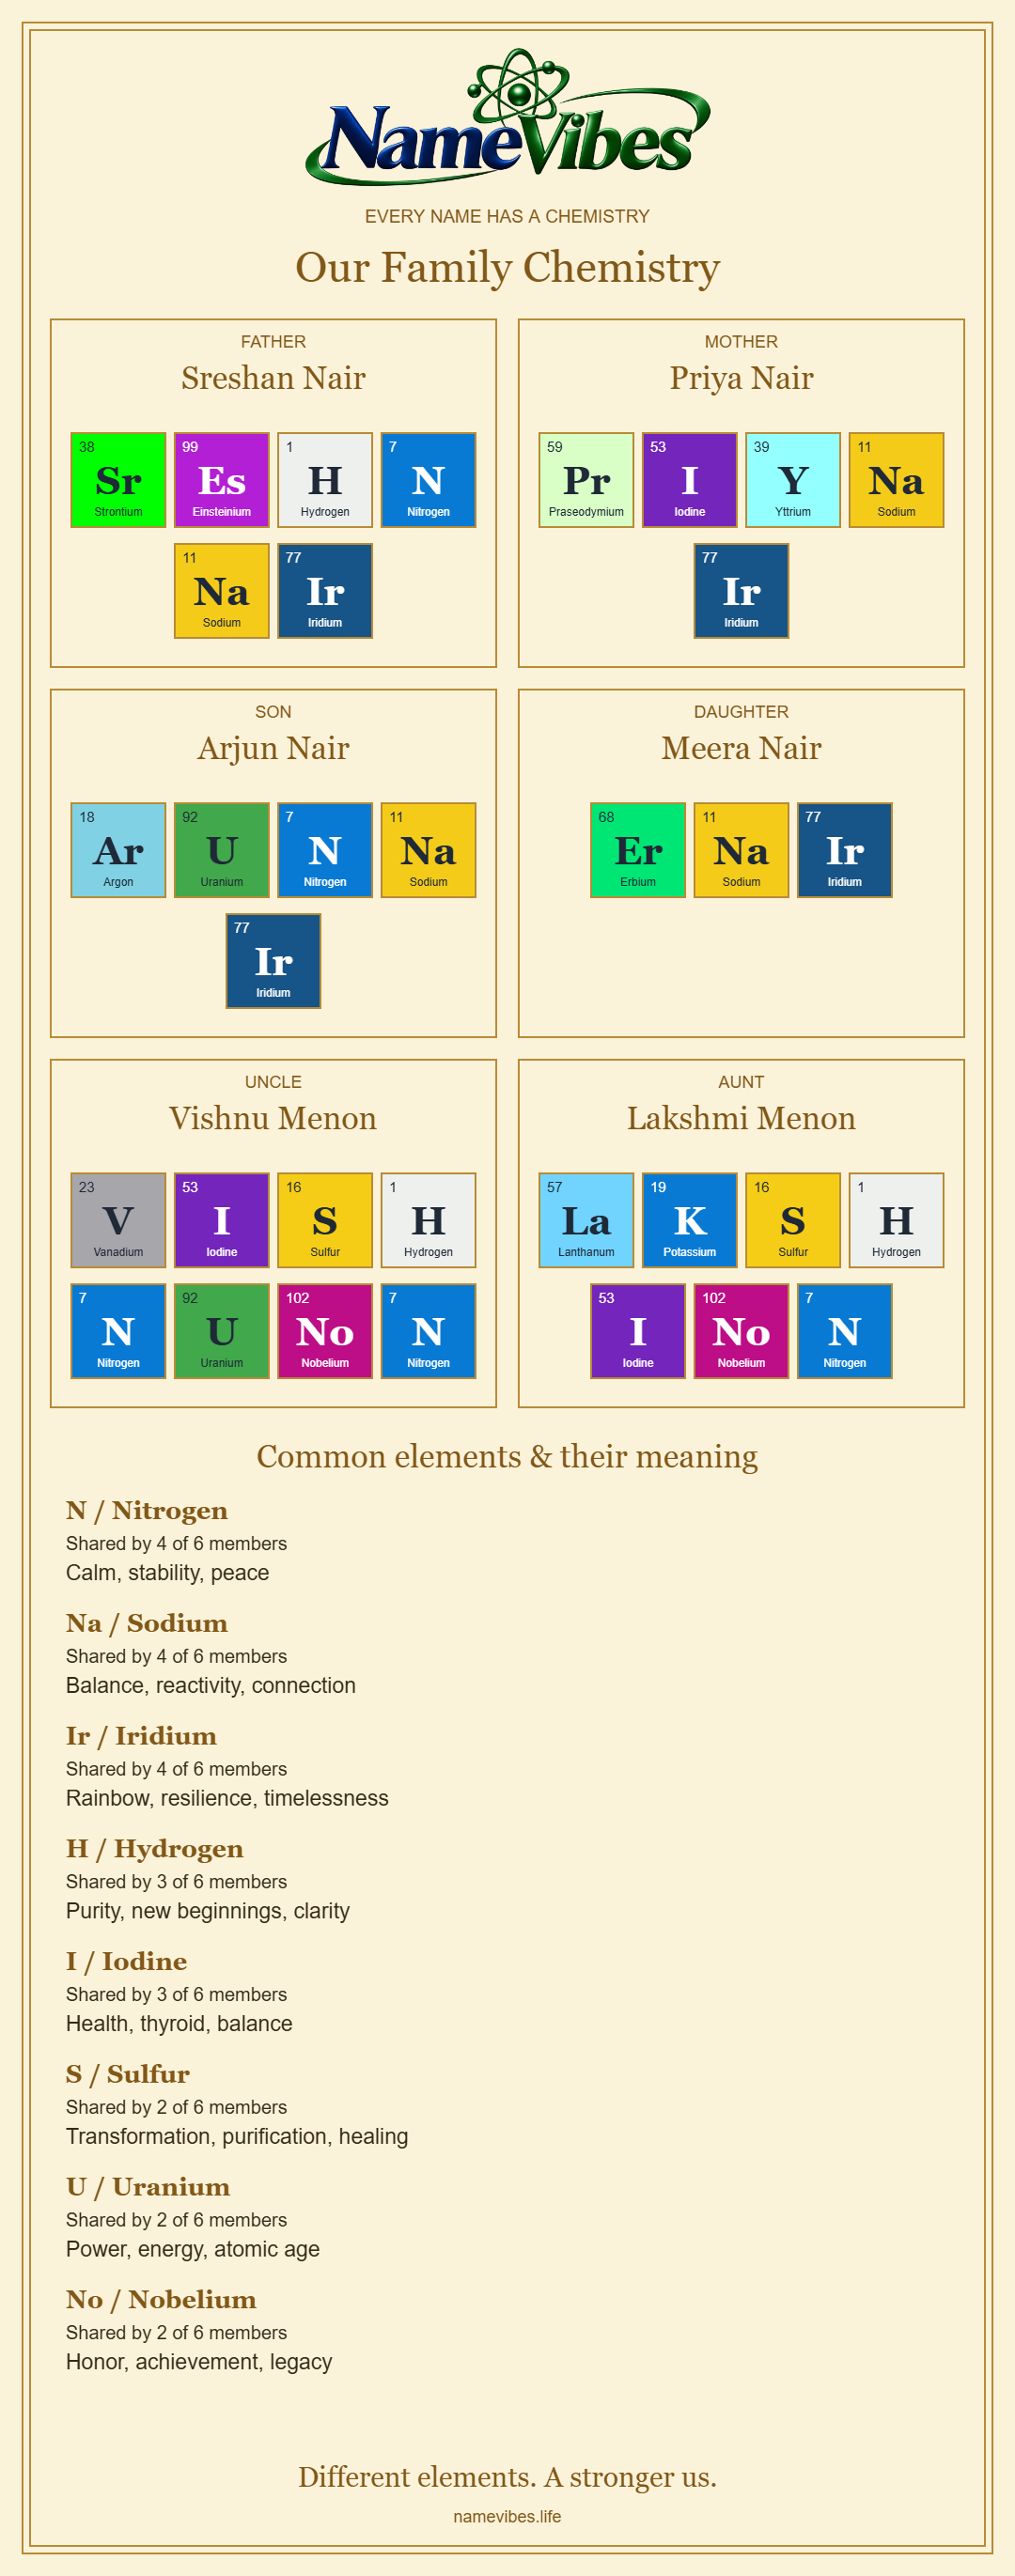 NameVibes
EVERY NAME HAS A CHEMISTRY
Our Family Chemistry
FATHER
Sreshan Nair
38
Sr
Strontium
99
Es
Einsteinium
1
H
Hydrogen
7
N
Nitrogen
11
Na
Sodium
77
Ir
Iridium
MOTHER
Priya Nair
59
Pr
Praseodymium
53
I
Iodine
39
Y
Yttrium
11
Na
Sodium
77
Ir
Iridium
SON
Arjun Nair
18
Ar
Argon
92
U
Uranium
7
N
Nitrogen
11
Na
Sodium
77
Ir
Iridium
DAUGHTER
Meera Nair
68
Er
Erbium
11
Na
Sodium
77
Ir
Iridium
UNCLE
Vishnu Menon
23
V
Vanadium
53
I
Iodine
16
S
Sulfur
1
H
Hydrogen
7
N
Nitrogen
92
U
Uranium
102
No
Nobelium
7
N
Nitrogen
AUNT
Lakshmi Menon
57
La
Lanthanum
19
K
Potassium
16
S
Sulfur
1
H
Hydrogen
53
I
Iodine
102
No
Nobelium
7
N
Nitrogen
Common elements & their meaning
N / Nitrogen
Shared by 4 of 6 members
Calm, stability, peace
Na / Sodium
Shared by 4 of 6 members
Balance, reactivity, connection
Ir / Iridium
Shared by 4 of 6 members
Rainbow, resilience, timelessness
H / Hydrogen
Shared by 3 of 6 members
Purity, new beginnings, clarity
I / Iodine
Shared by 3 of 6 members
Health, thyroid, balance
S / Sulfur
Shared by 2 of 6 members
Transformation, purification, healing
U / Uranium
Shared by 2 of 6 members
Power, energy, atomic age
No / Nobelium
Shared by 2 of 6 members
Honor, achievement, legacy
Different elements. A stronger us.
namevibes.life